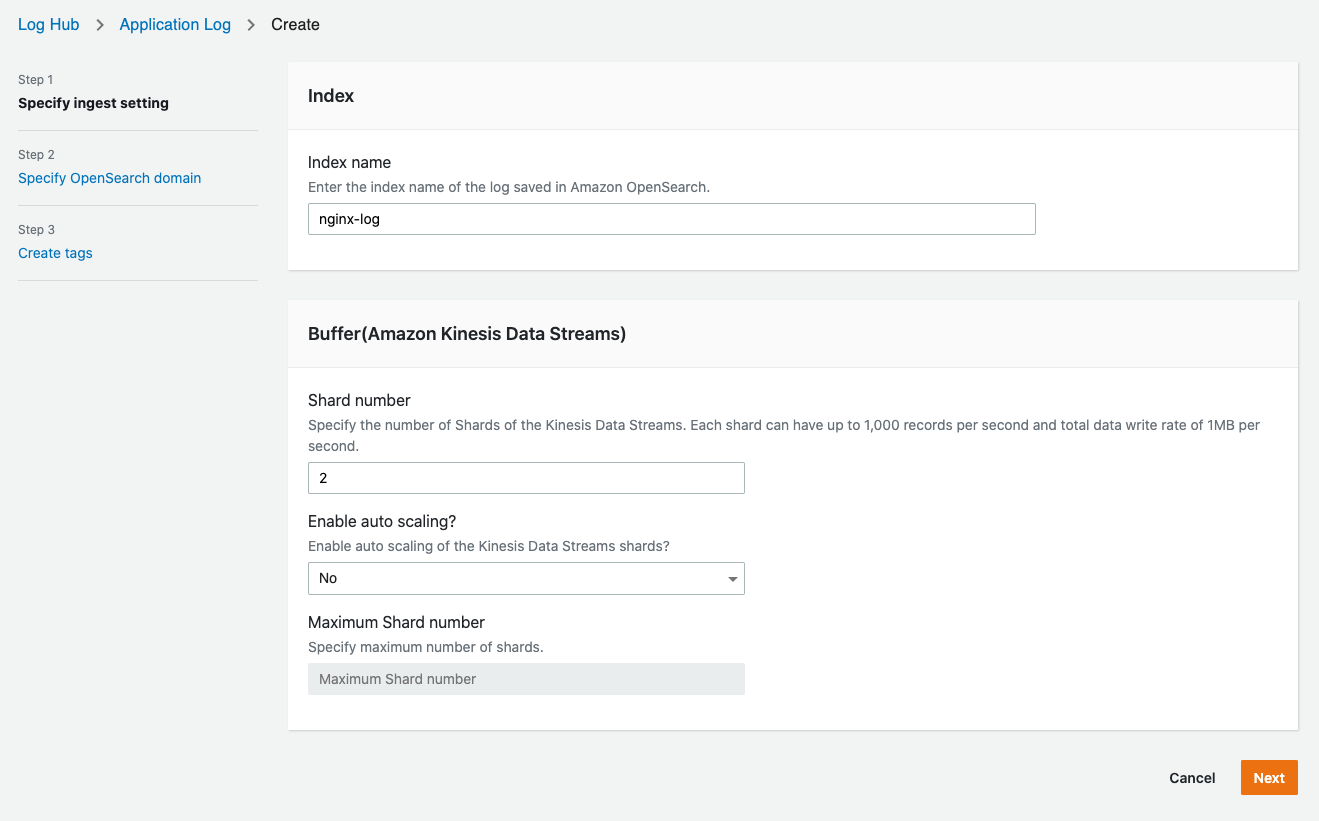 Log Hub > Application Log > Create
Step 1
Specify ingest setting
Step 2
Specify OpenSearch domain
Step 3
Create tags
Index
Index name
Enter the index name of the log saved in Amazon OpenSearch.
nginx-log
Buffer(Amazon Kinesis Data Streams)
Shard number
Specify the number of Shards of the Kinesis Data Streams. Each shard can have up to 1,000 records per second and total data write rate of 1MB per
second.
2
Enable auto scaling?
Enable auto scaling of the Kinesis Data Streams shards?
No
Maximum Shard number
Specify maximum number of shards.
Maximum Shard number
Cancel Next